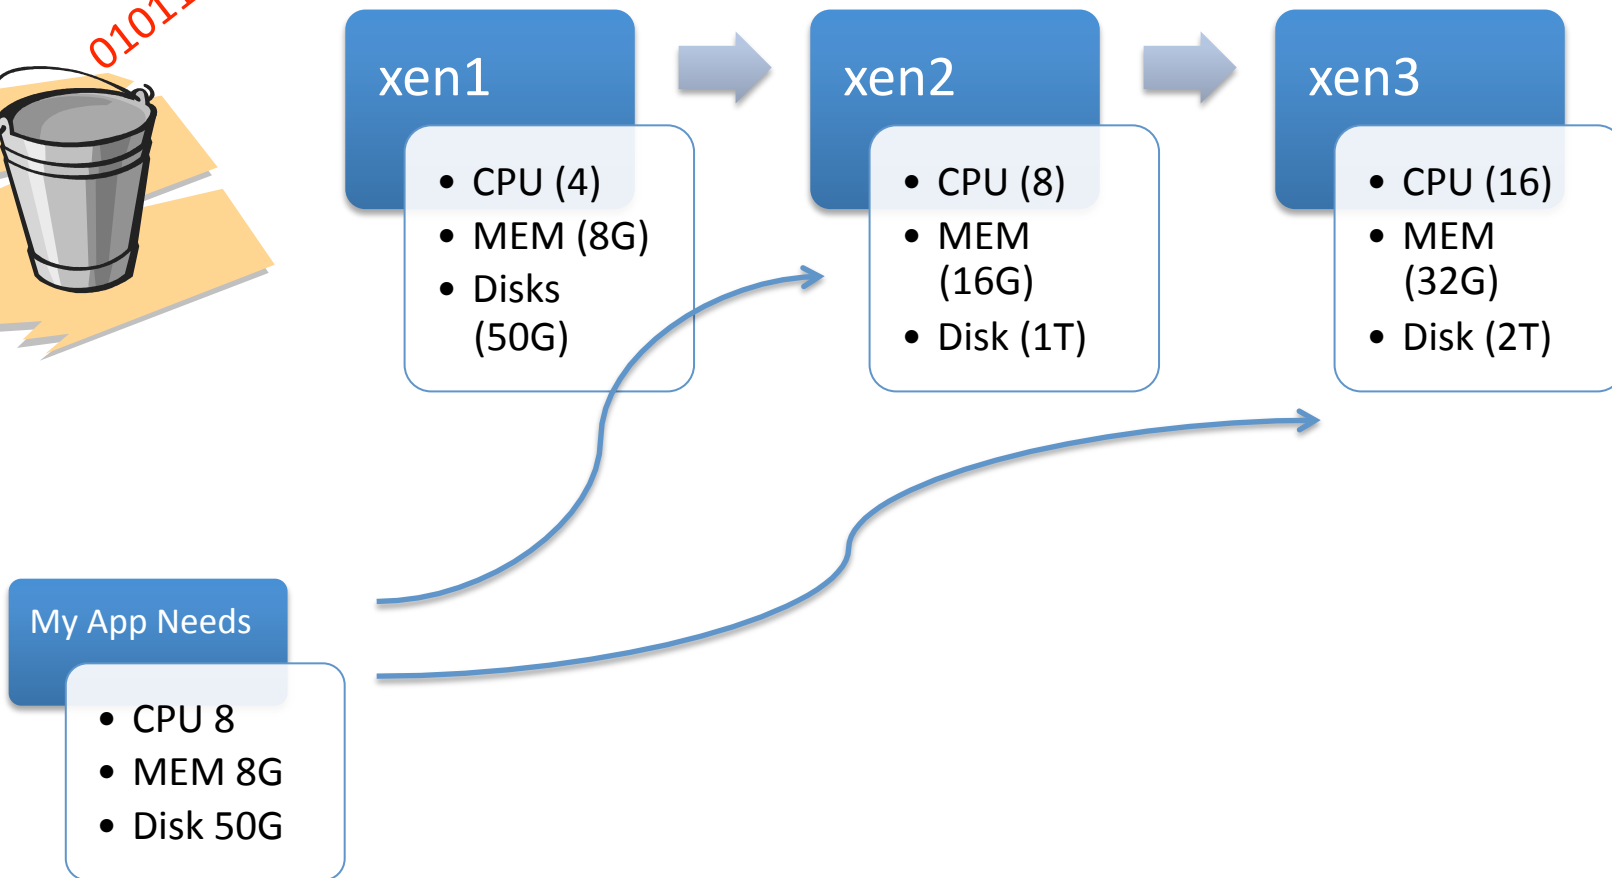 xen1
• CPU (4)
• MEM (8G)
• Disks
(50G)
xen2
• CPU (8)
• MEM
(16G)
• Disk (1T)
xen3
• CPU (16)
• MEM
(32G)
• Disk (2T)
My App Needs
• CPU 8
• MEM 8G
• Disk 50G